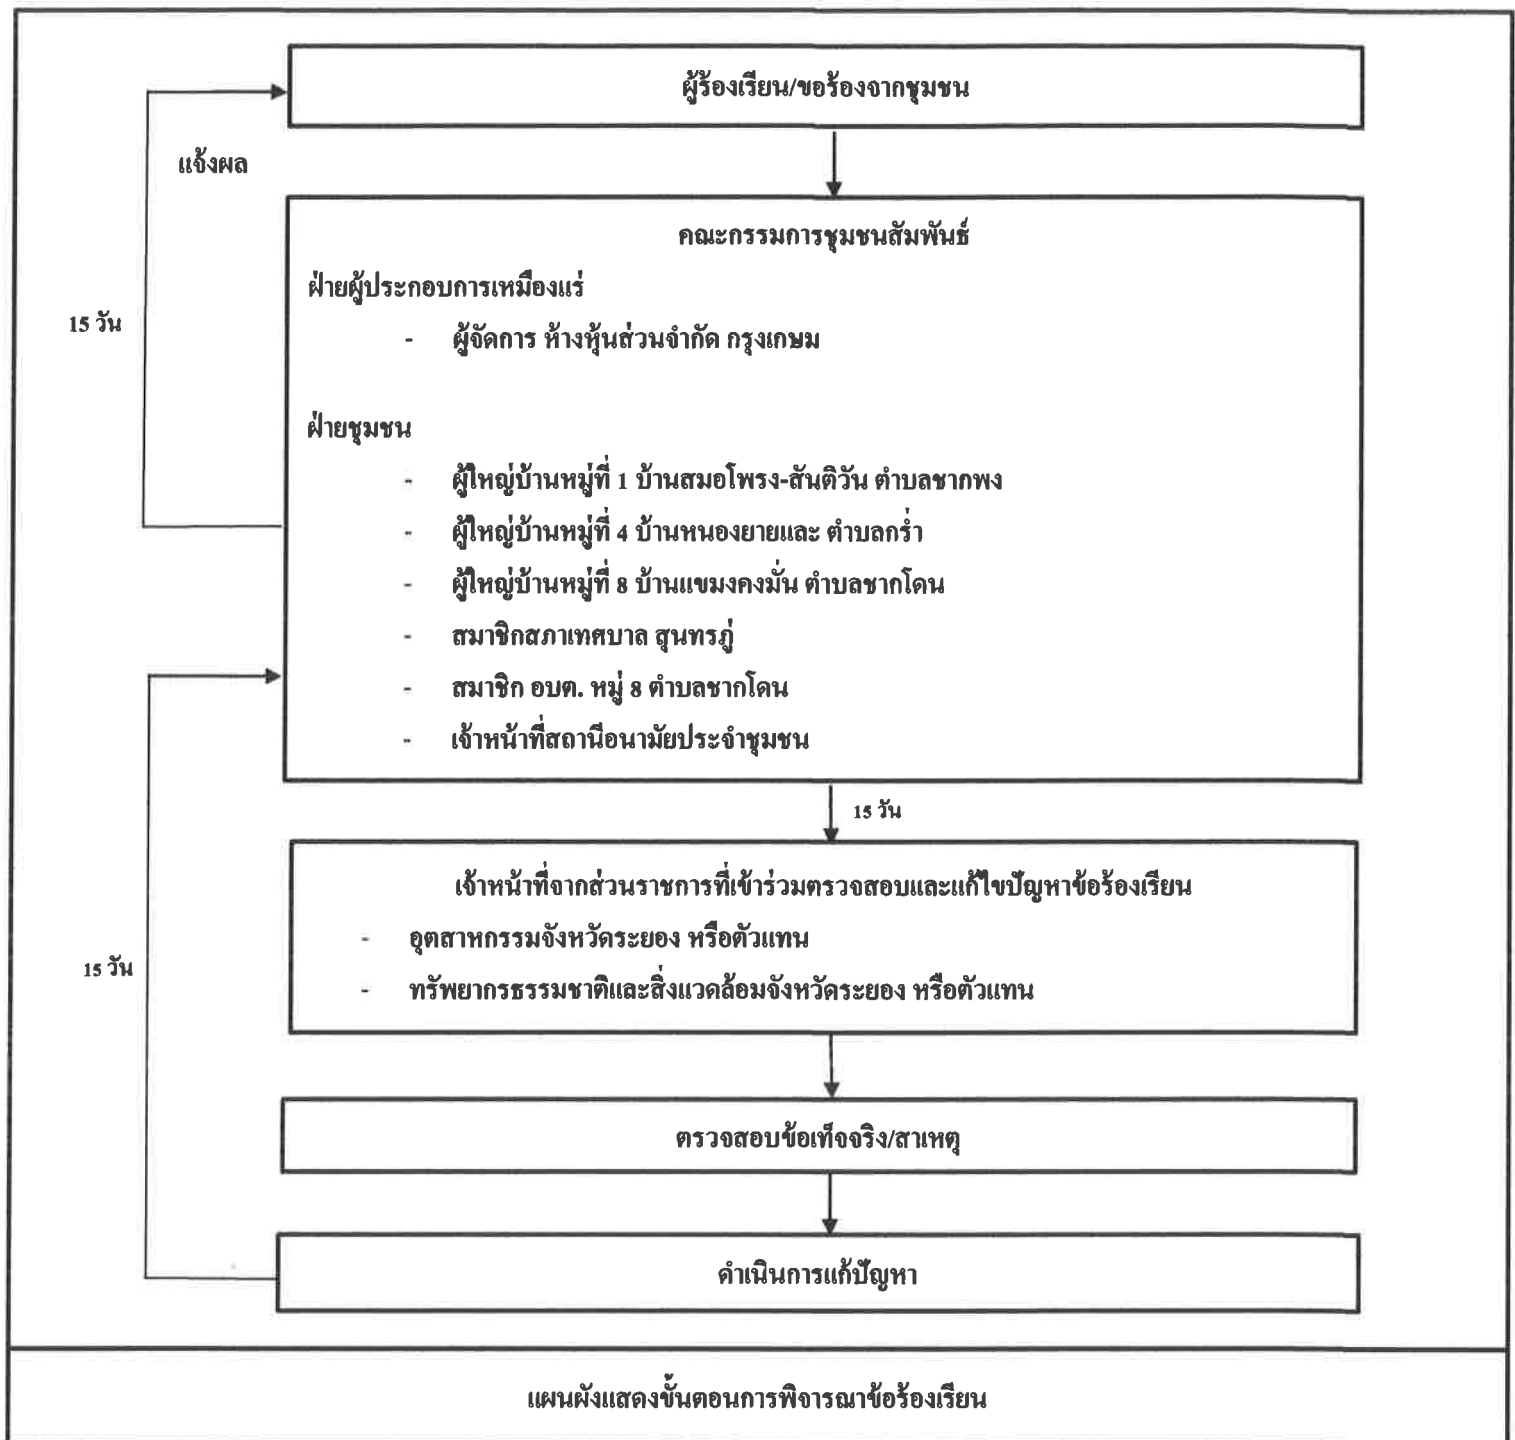 ผู้ร้องเรียน/ขอร้องจากชุมชน
แจ้งผล
คณะกรรมการชุมชนสัมพันธ์
ฝ่ายผู้ประกอบการเหมืองแร่
15 วัน
- ผู้จัดการ ห้างหุ้นส่วนจำกัด กรุงเกษม
ฝ่ายชุมชน
- ผู้ใหญ่บ้านหมู่ที่ 1 บ้านสมอโพรง-สันติวัน ตำบลชากพง
- ผู้ใหญ่บ้านหมู่ที่ 4 บ้านหนองยายและ ตำบลกร่ำ
- ผู้ใหญ่บ้านหมู่ที่ 8 บ้านแขมงคงมั่น ตำบลชากโดน
- สมาชิกสภาเทศบาล สุนทรภู่
- สมาชิก อบต. หมู่ 8 ตำบลชากโดน
- เจ้าหน้าที่สถานีอนามัยประจำชุมชน
15 วัน
เจ้าหน้าที่จากส่วนราชการที่เข้าร่วมตรวจสอบและแก้ไขปัญหาข้อร้องเรียน
- อุตสาหกรรมจังหวัดระยอง หรือตัวแทน
15 วัน
- ทรัพยากรธรรมชาติและสิ่งแวดล้อมจังหวัดระยอง หรือตัวแทน
ตรวจสอบข้อเท็จจริง/สาเหตุ
ดำเนินการแก้ปัญหา
แผนผังแสดงขั้นตอนการพิจารณาข้อร้องเรียน